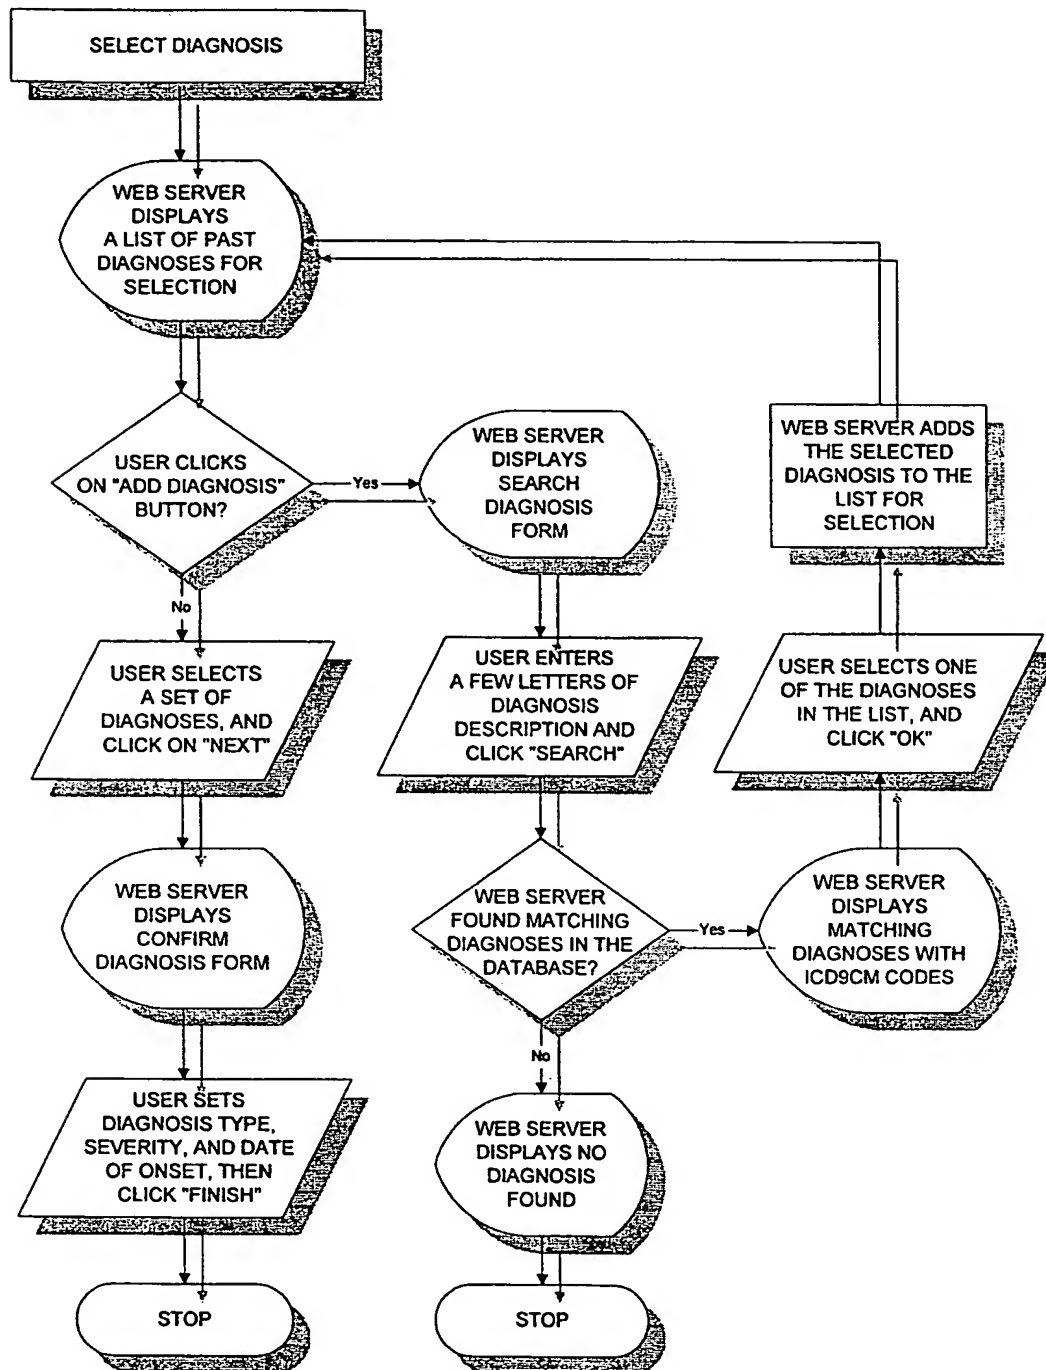 SELECT DIAGNOSIS
WEB SERVER
DISPLAYS
A LIST OF PAST
DIAGNOSES FOR
SELECTION
USER CLICKS
ON "ADD DIAGNOSIS"
BUTTON?
Yes
No
WEB SERVER
DISPLAYS
SEARCH
DIAGNOSIS
FORM
WEB SERVER ADDS
THE SELECTED
DIAGNOSIS TO THE
LIST FOR
SELECTION
USER SELECTS
A SET OF
DIAGNOSES, AND
CLICK ON "NEXT"
USER ENTERS
A FEW LETTERS OF
DIAGNOSIS
DESCRIPTION AND
CLICK "SEARCH"
USER SELECTS ONE
OF THE DIAGNOSES
IN THE LIST, AND
CLICK "OK"
WEB SERVER
DISPLAYS
CONFIRM
DIAGNOSIS FORM
WEB SERVER
FOUND MATCHING
DIAGNOSES IN THE
DATABASE?
Yes
No
WEB SERVER
DISPLAYS
MATCHING
DIAGNOSES WITH
ICD9CM CODES
USER SETS
DIAGNOSIS TYPE,
SEVERITY, AND DATE
OF ONSET, THEN
CLICK "FINISH"
WEB SERVER
DISPLAYS NO
DIAGNOSIS
FOUND
STOP
STOP